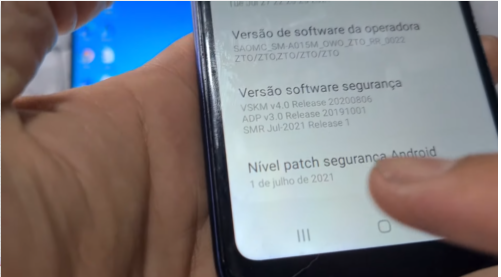 Versão de software da operadora
SAOMC_SM-A015M_OWO_ZTO_RR_0022
ZTO/ZTO,ZTO/ZTO/ZTO
Versão software segurança
VSKM v4.0 Release 20200806
ADP v3.0 Release 20191001
SMR Jul-2021 Release 1
Nível patch segurança Android
1 de julho de 2021